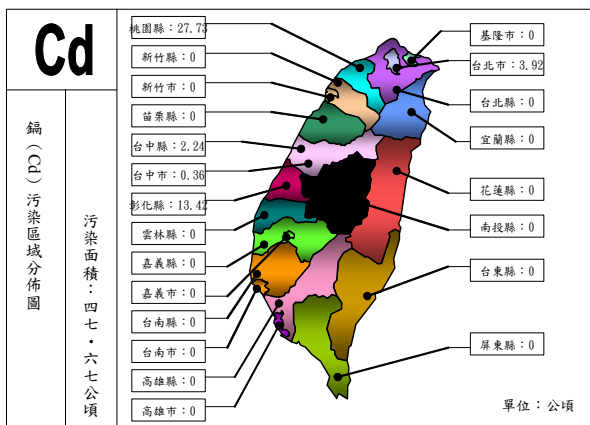 Cd
鎘（Cd）污染區域分佈圖
污染面積：四七・六七公頃
桃園縣：27.73
新竹縣：0
新竹市：0
苗栗縣：0
台中縣：2.24
台中市：0.36
彰化縣：13.42
雲林縣：0
嘉義縣：0
嘉義市：0
台南縣：0
台南市：0
高雄縣：0
高雄市：0
基隆市：0
台北市：3.92
台北縣：0
宜蘭縣：0
花蓮縣：0
南投縣：0
台東縣：0
屏東縣：0
單位：公頃